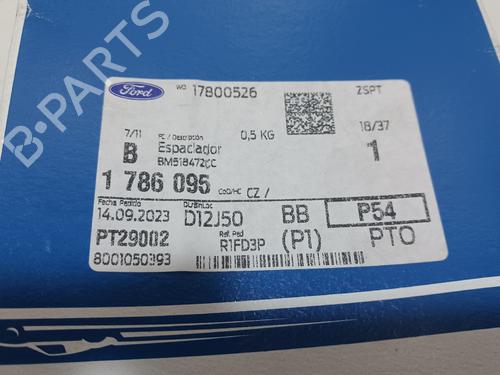 Ford WO 17800526 ZSPT
7/11 PC / Descripción 0,5 KG 18/37
B Espaciador 1
BM518472CC
1 786 095 CoO/HC CZ /
Fecha Pedido
14.09.2023 D12J50 BB P54
PT29002 Ref. Ped R1FD3P (P1) PTO
8001050393
B-PARTS